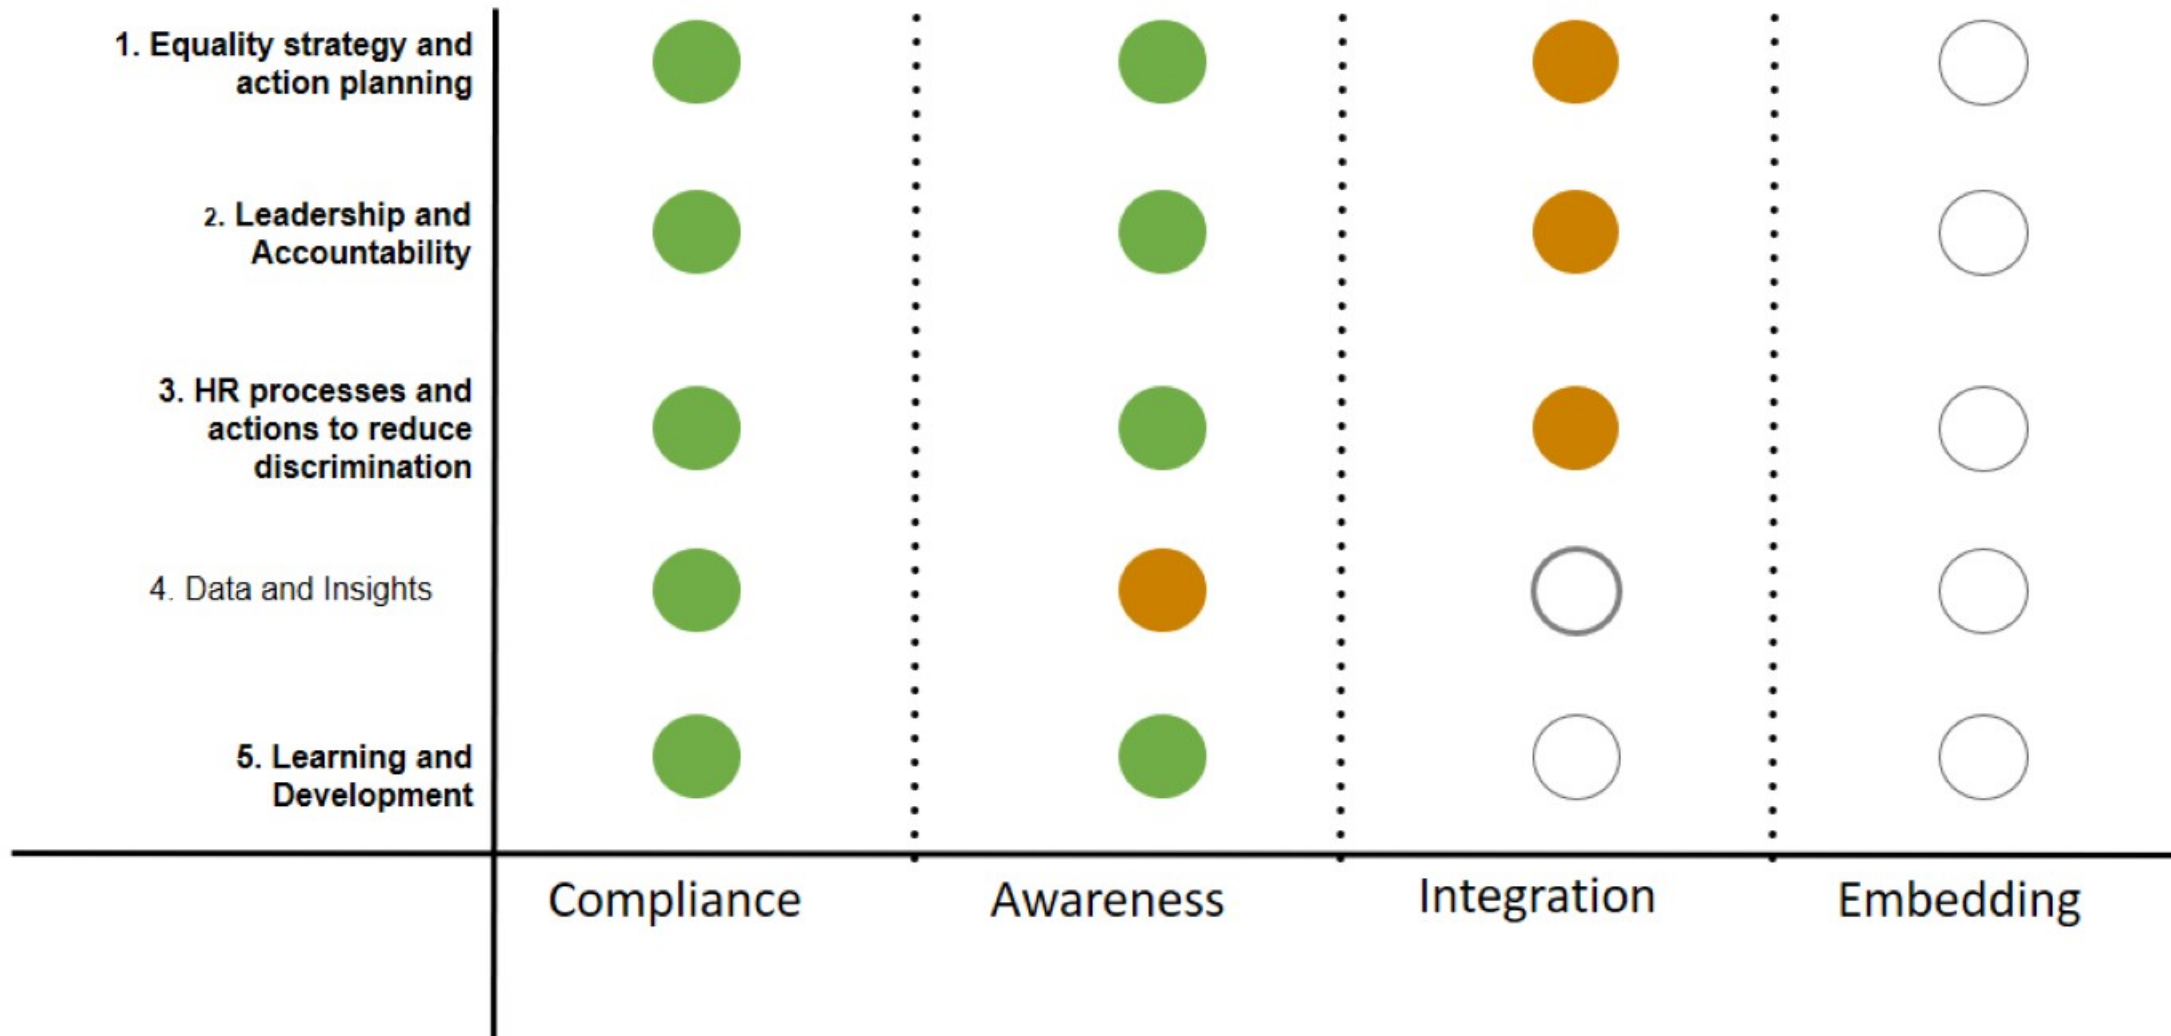 1. Equality strategy and
action planning
2. Leadership and
Accountability
3. HR processes and
actions to reduce
discrimination
4. Data and Insights
5. Learning and
Development
Compliance
Awareness
Integration
Embedding